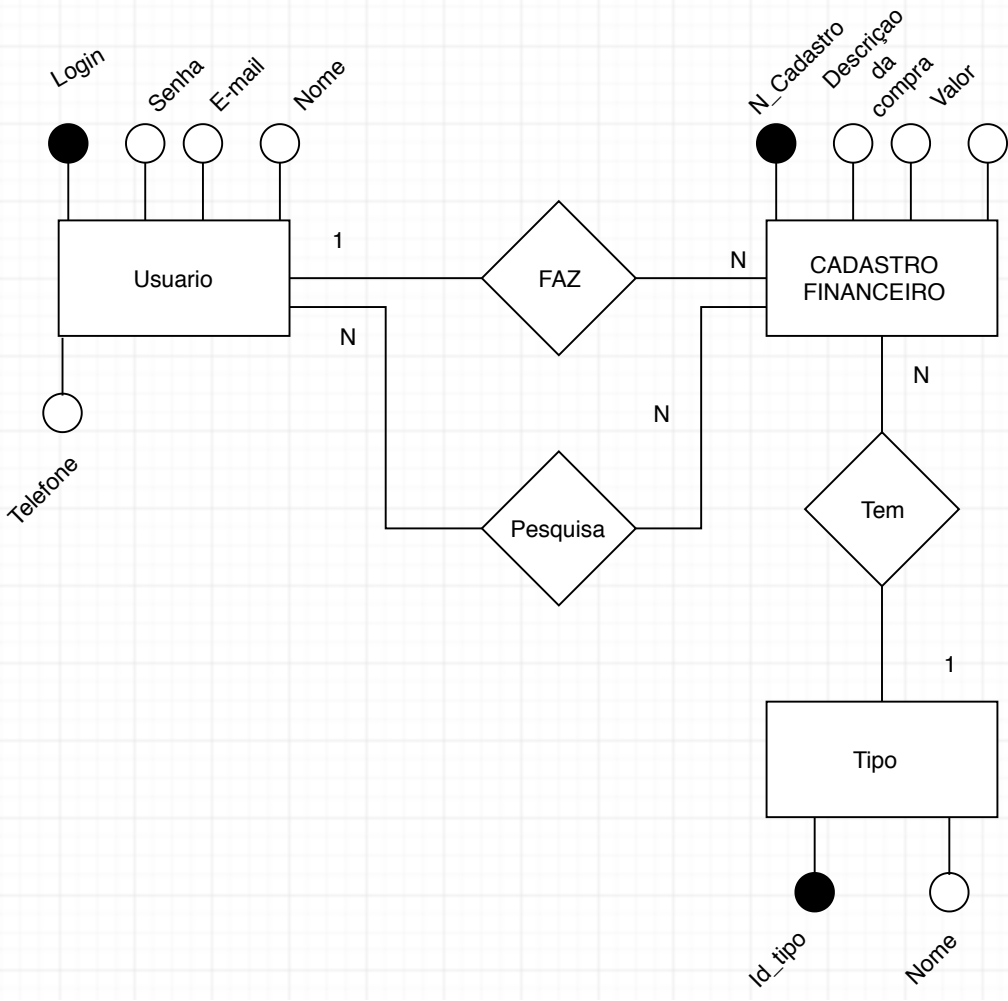 Login
Senha
E-mail
Nome
N_Cadastro
Descriçao
da
compra
Valor
1
N
Usuario
FAZ
CADASTRO
FINANCEIRO
N
N
N
Telefone
Pesquisa
Tem
1
Tipo
Id_tipo
Nome